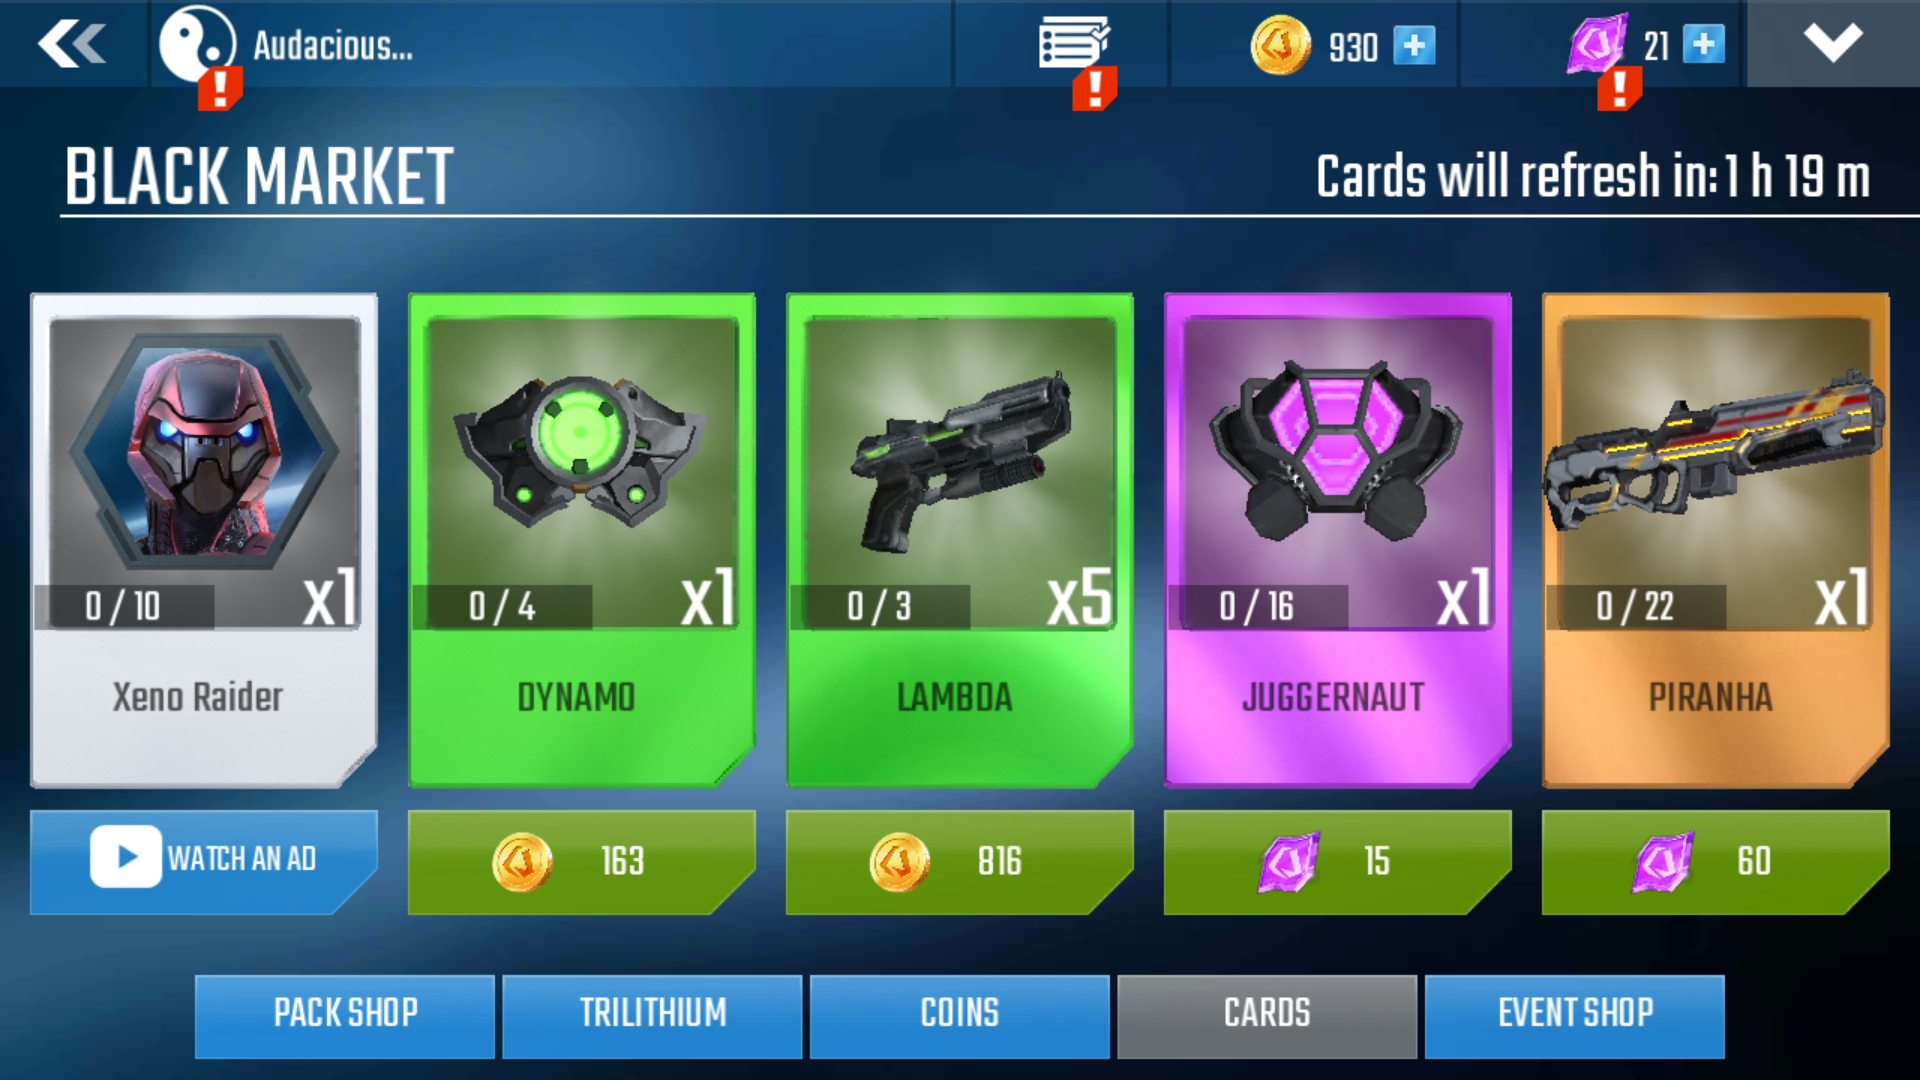 Audacious...
930
21
BLACK MARKET
Cards will refresh in: 1 h 19 m
0 / 10
x1
Xeno Raider
WATCH AN AD
0 / 4
x1
DYNAMO
163
0 / 3
x5
LAMBDA
816
0 / 16
x1
JUGGERNAUT
15
0 / 22
x1
PIRANHA
60
PACK SHOP
TRILITHIUM
COINS
CARDS
EVENT SHOP